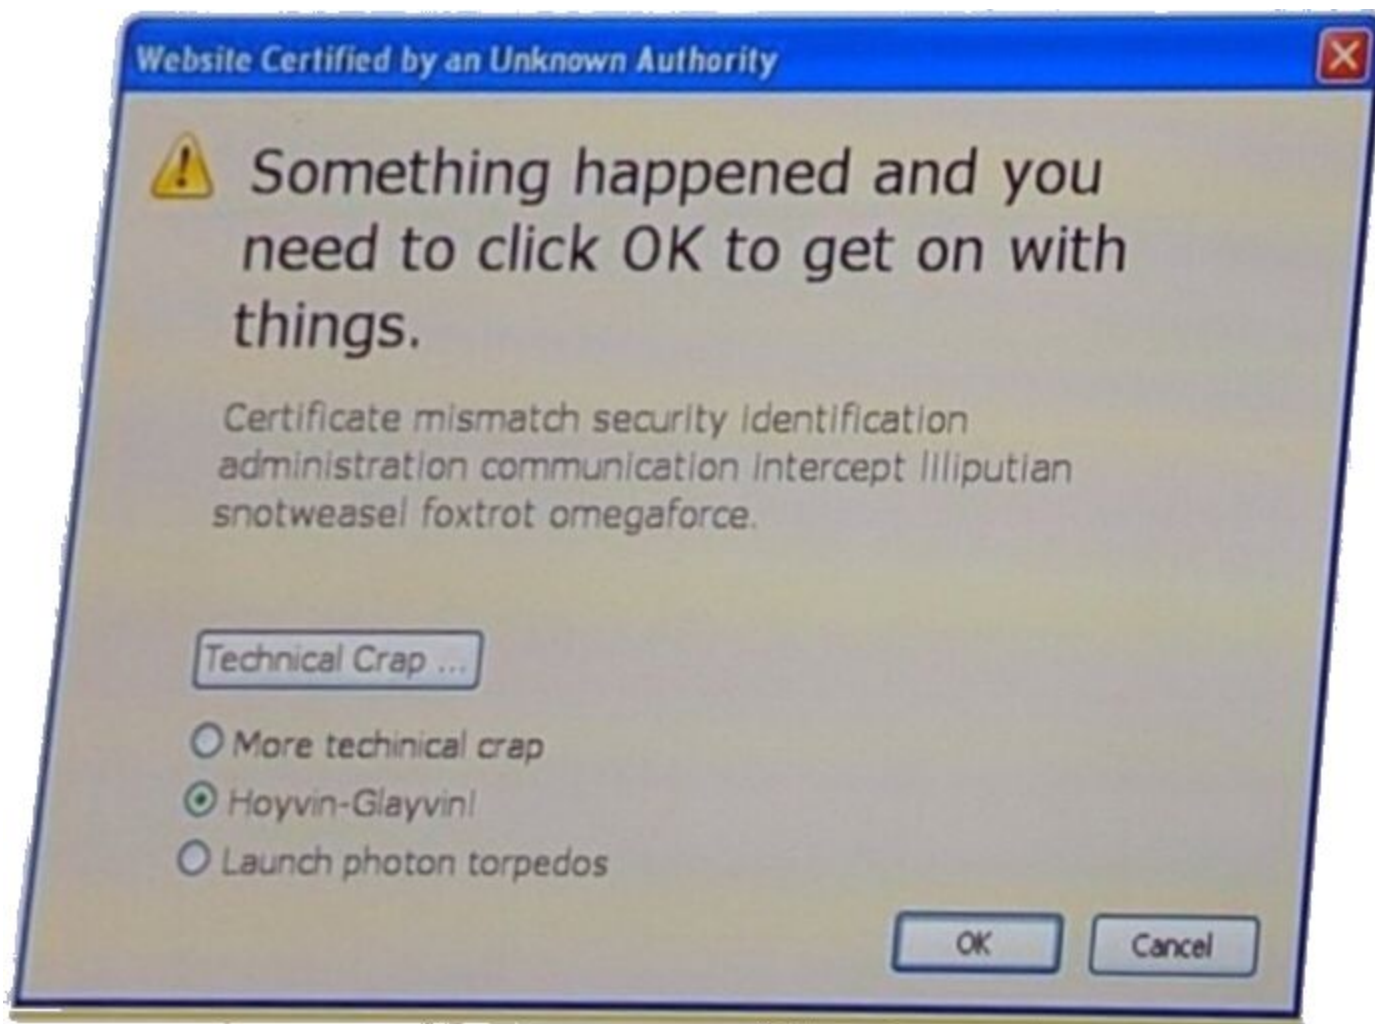 Website Certified by an Unknown Authority
Something happened and you
need to click OK to get on with
things.
Certificate mismatch security identification
administration communication intercept liliputian
snotweasel foxtrot omegaforce.
Technical Crap ...
More techinical crap
Hoyvin-Glayvin!
Launch photon torpedos
OK
Cancel